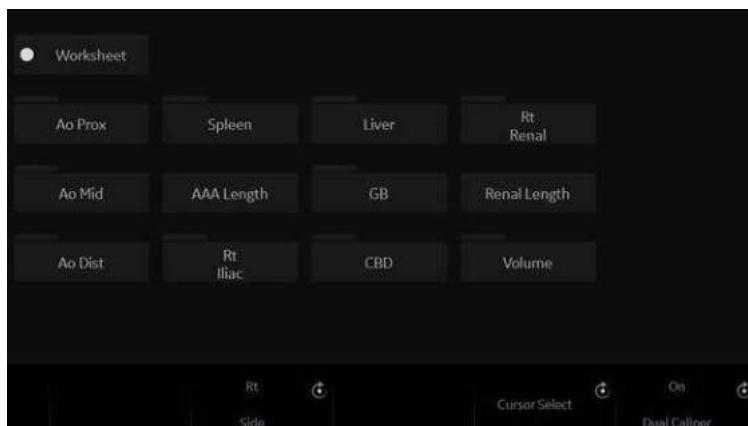 Worksheet
Ao Prox
Spleen
Liver
Rt
Renal
Ao Mid
AAA Length
GB
Renal Length
Ao Dist
Rt
Iliac
CBD
Volume
Rt
Side
Cursor Select
On
Dual Caliper